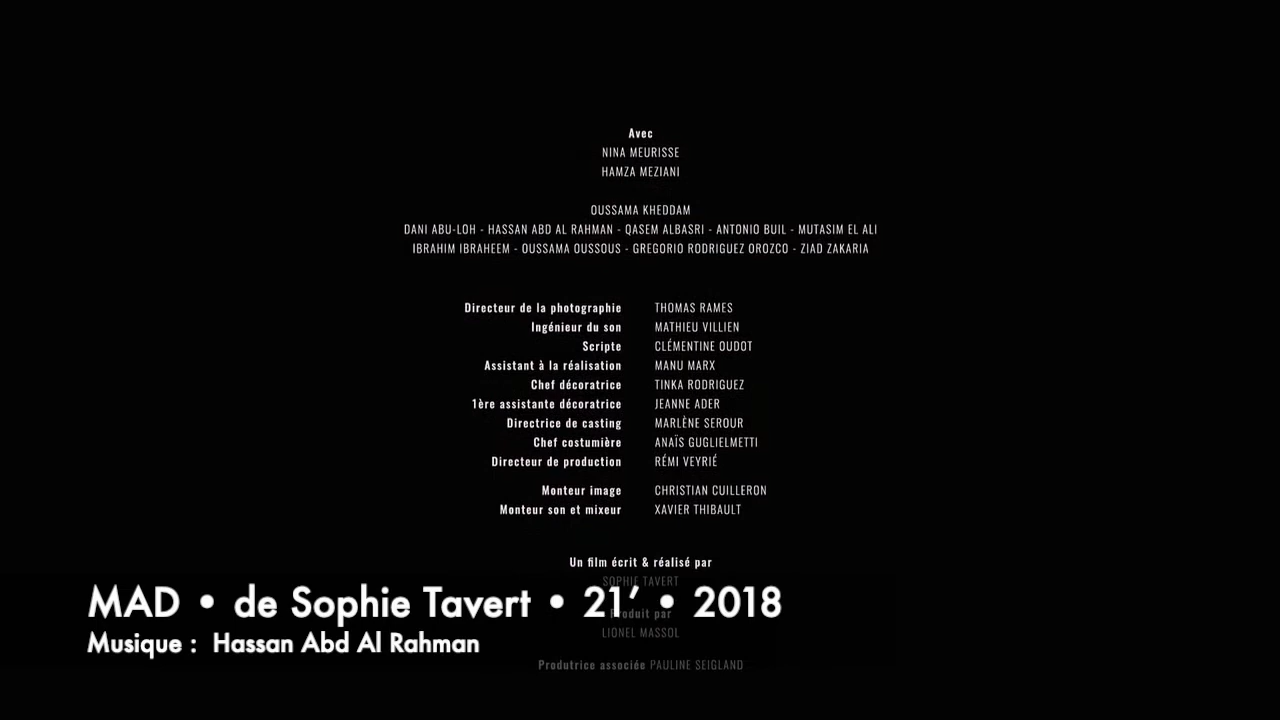 Avec
NINA MEURISSE
HAMZA MEZIANI
OUSSAMA KHEDDAM
DANI ABU-LOH - HASSAN ABD AL RAHMAN - QASEM ALBASRI - ANTONIO BUIL - MUTASIM EL ALI
IBRAHIM IBRAHEEM - OUSSAMA OUSSOUS - GREGORIO RODRIGUEZ OROZCO - ZIAD ZAKARIA
Directeur de la photographie THOMAS RAMES
Ingénieur du son MATHIEU VILLIEN
Scripte CLÉMENTINE OUDOT
Assistant à la réalisation MANU MARX
Chef décoratrice TINKA RODRIGUEZ
1ère assistante décoratrice JEANNE ADER
Directrice de casting MARLÈNE SEROUR
Chef costumière ANAÏS GUGLIELMETTI
Directeur de production RÉMI VEYRIÉ
Monteur image CHRISTIAN CUILLERON
Monteur son et mixeur XAVIER THIBAULT
Un film écrit & réalisé par
SOPHIE TAVERT
MAD • de Sophie Tavert • 21’ • 2018
Produit par
LIONEL MASSOL
Musique : Hassan Abd Al Rahman
Produtrice associée PAULINE SEIGLAND